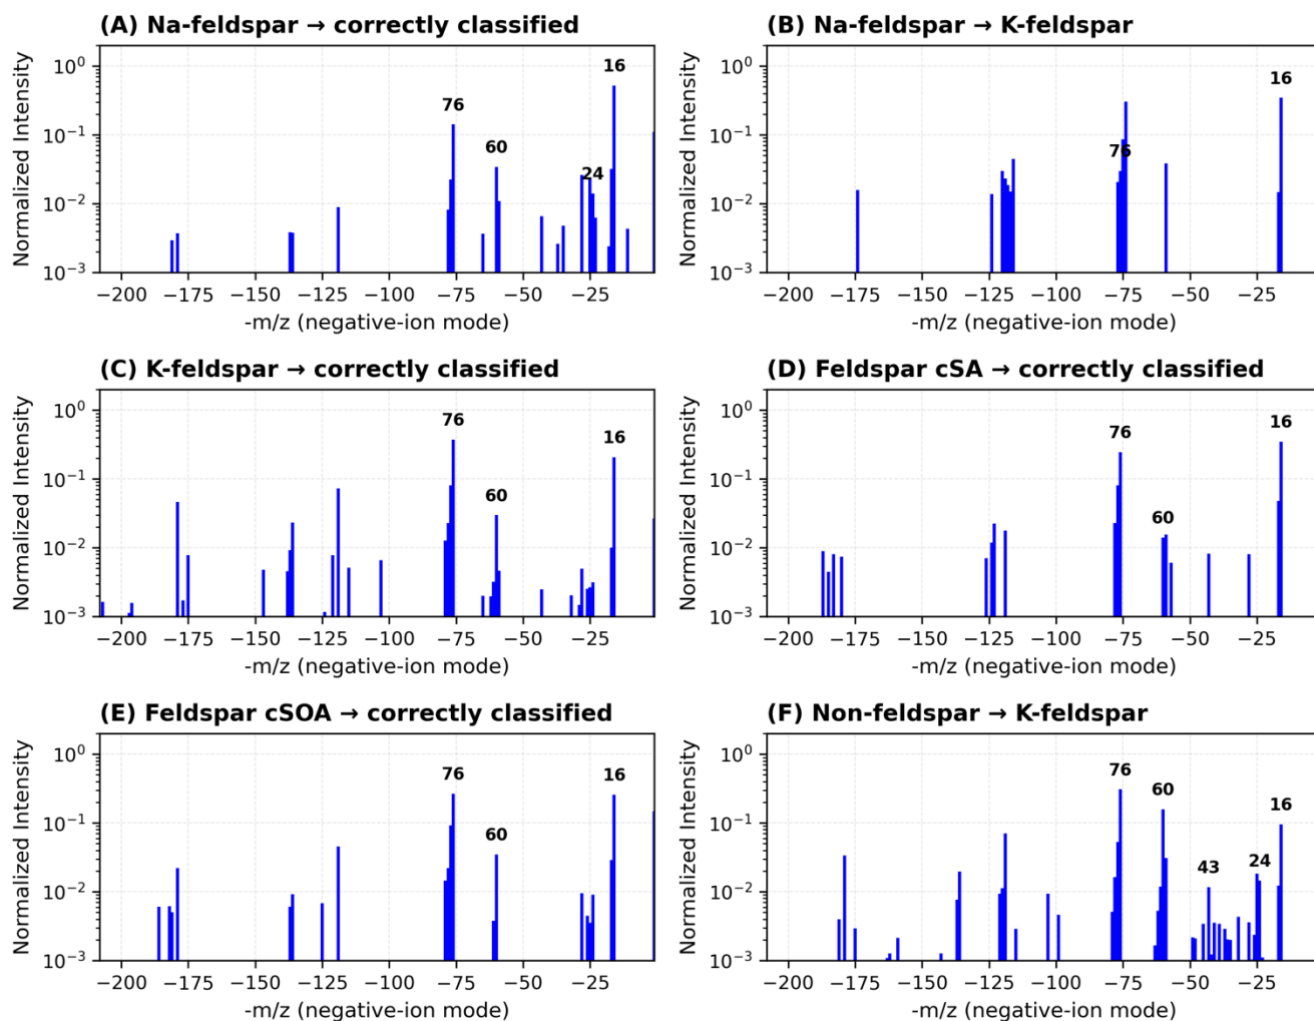 (A) Na-feldspar → correctly classified
(B) Na-feldspar → K-feldspar
Normalized Intensity
10⁰
10⁻¹
10⁻²
10⁻³
76
60
24
16
−200 −175 −150 −125 −100 −75 −50 −25
-m/z (negative-ion mode)
Normalized Intensity
10⁰
10⁻¹
10⁻²
10⁻³
76
16
−200 −175 −150 −125 −100 −75 −50 −25
-m/z (negative-ion mode)
(C) K-feldspar → correctly classified
(D) Feldspar cSA → correctly classified
Normalized Intensity
10⁰
10⁻¹
10⁻²
10⁻³
76
60
16
−200 −175 −150 −125 −100 −75 −50 −25
-m/z (negative-ion mode)
Normalized Intensity
10⁰
10⁻¹
10⁻²
10⁻³
76
60
16
−200 −175 −150 −125 −100 −75 −50 −25
-m/z (negative-ion mode)
(E) Feldspar cSOA → correctly classified
(F) Non-feldspar → K-feldspar
Normalized Intensity
10⁰
10⁻¹
10⁻²
10⁻³
76
60
16
−200 −175 −150 −125 −100 −75 −50 −25
-m/z (negative-ion mode)
Normalized Intensity
10⁰
10⁻¹
10⁻²
10⁻³
76
60
43
24
16
−200 −175 −150 −125 −100 −75 −50 −25
-m/z (negative-ion mode)